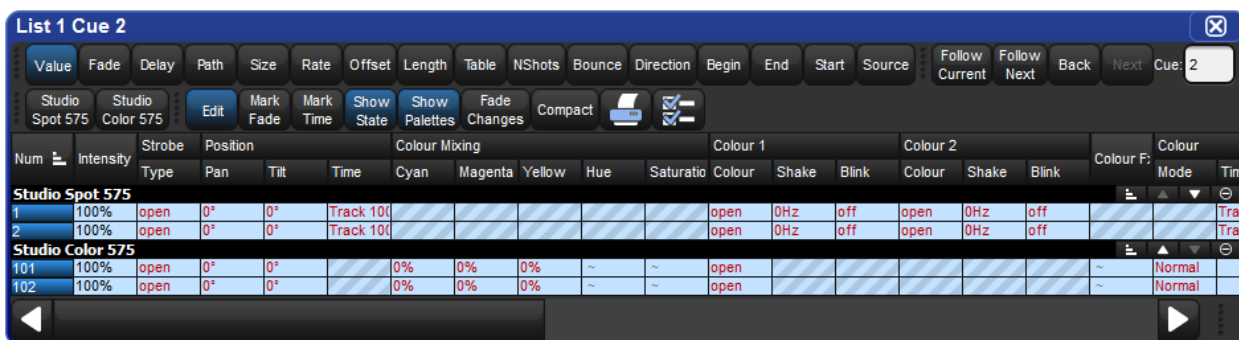 List 1 Cue 2
Value Fade Delay Path Size Rate Offset Length Table NShots Bounce Direction Begin End Start Source Follow Current Follow Next Back Next Cue: 2
Studio Spot 575 Studio Color 575 Edit Mark Fade Mark Time Show State Show Palettes Fade Changes Compact
Num Intensity Strobe Position Colour Mixing Colour 1 Colour 2 Colour Fx Colour
Type Pan Tilt Time Cyan Magenta Yellow Hue Saturatio Colour Shake Blink Colour Shake Blink Mode Tim
Studio Spot 575
1 100% open 0° 0° Track 100 open 0Hz off open 0Hz off Tra
2 100% open 0° 0° Track 100 open 0Hz off open 0Hz off Tra
Studio Color 575
101 100% open 0° 0° 0% 0% 0% ~ ~ open ~ Normal
102 100% open 0° 0° 0% 0% 0% ~ ~ open ~ Normal